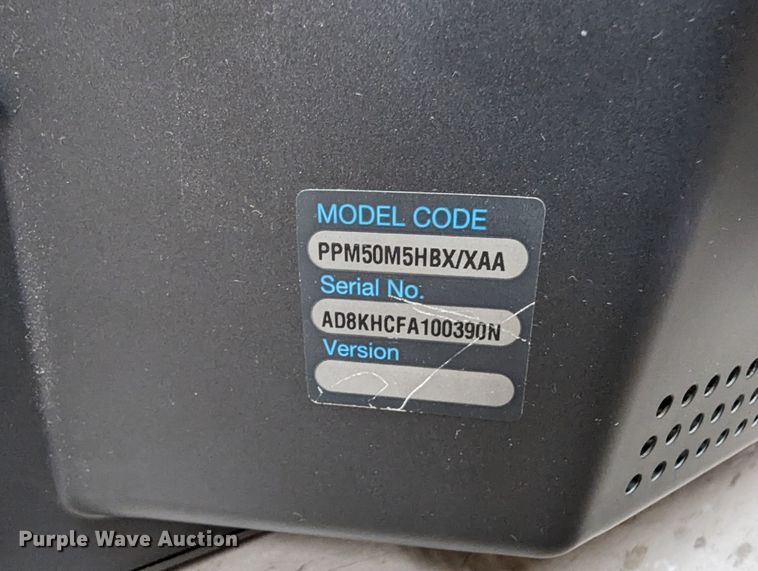 MODEL CODE
PPM50M5HBX/XAA
Serial No.
AD8KHCFA100390N
Version
Purple Wave Auction